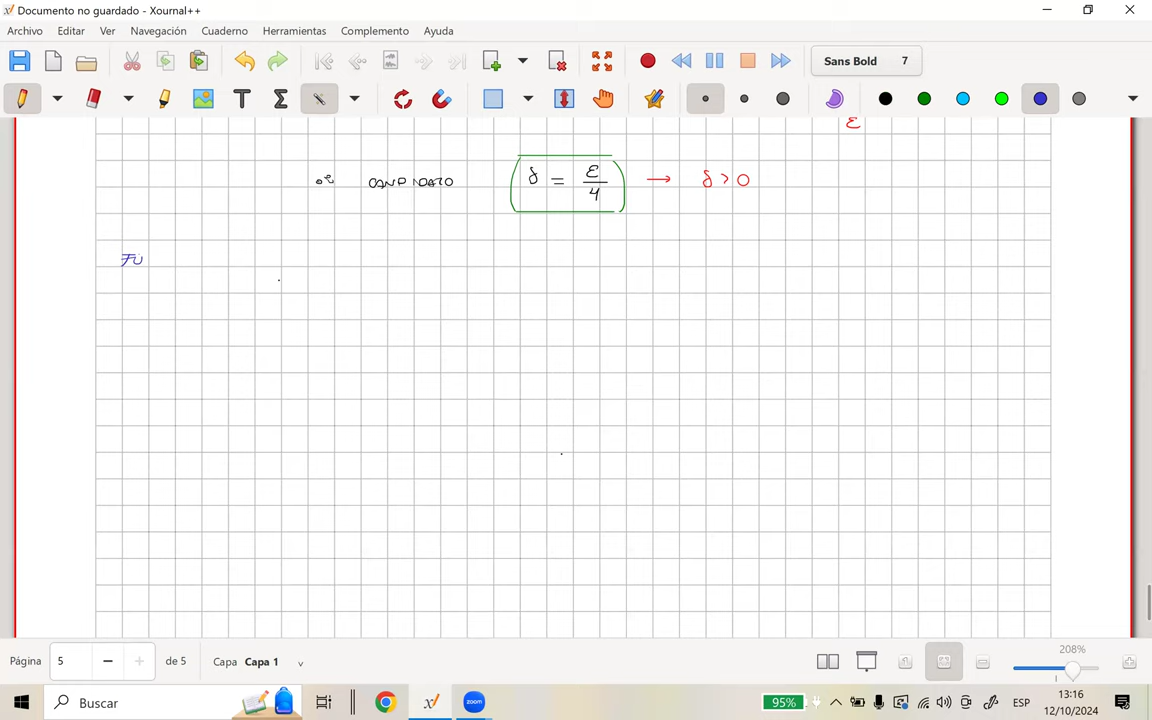 Documento no guardado - Xournal++
Archivo Editar Ver Navegación Cuaderno Herramientas Complemento Ayuda
Sans Bold 7
ε
∴ CANDIDATO δ = ε/4 → δ > 0
FU
Página 5 de 5 Capa Capa 1 208%
Buscar 95% ESP 13:16
12/10/2024